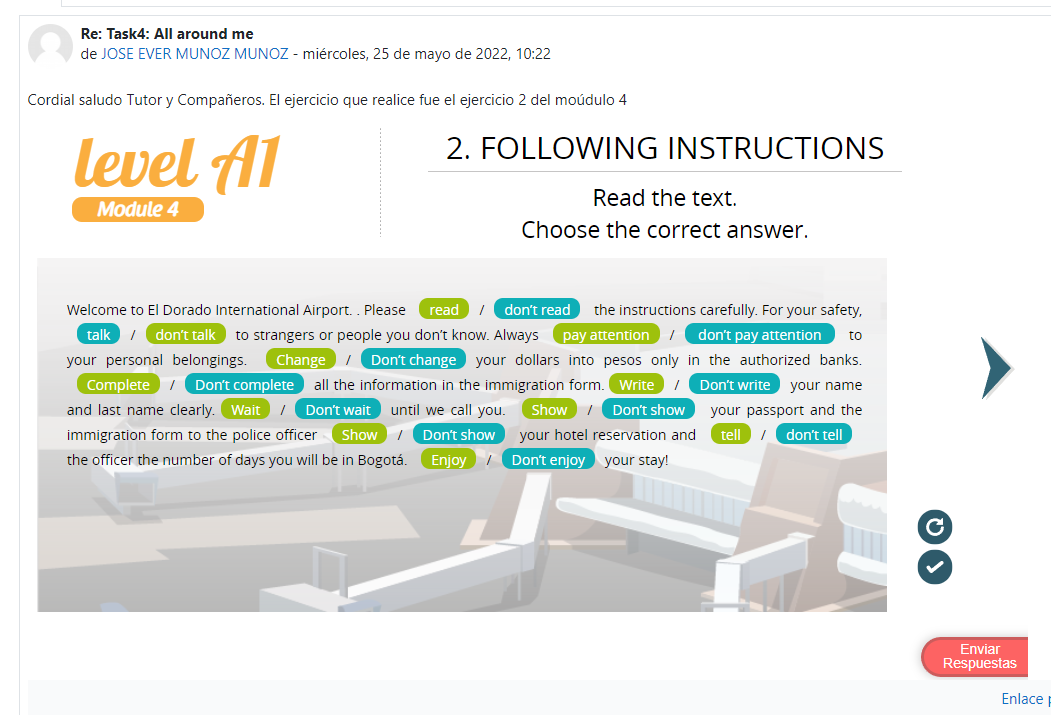 Re: Task4: All around me
de JOSE EVER MUNOZ MUNOZ - miércoles, 25 de mayo de 2022, 10:22
Cordial saludo Tutor y Compañeros. El ejercicio que realice fue el ejercicio 2 del moúdulo 4
level A1
Module 4
2. FOLLOWING INSTRUCTIONS
Read the text.
Choose the correct answer.
Welcome to El Dorado International Airport. . Please read / don't read the instructions carefully. For your safety,
talk / don't talk to strangers or people you don't know. Always pay attention / don't pay attention to
your personal belongings. Change / Don't change your dollars into pesos only in the authorized banks.
Complete / Don't complete all the information in the immigration form. Write / Don't write your name
and last name clearly. Wait / Don't wait until we call you. Show / Don't show your passport and the
immigration form to the police officer Show / Don't show your hotel reservation and tell / don't tell
the officer the number of days you will be in Bogotá. Enjoy / Don't enjoy your stay!
Enviar
Respuestas
Enlace p